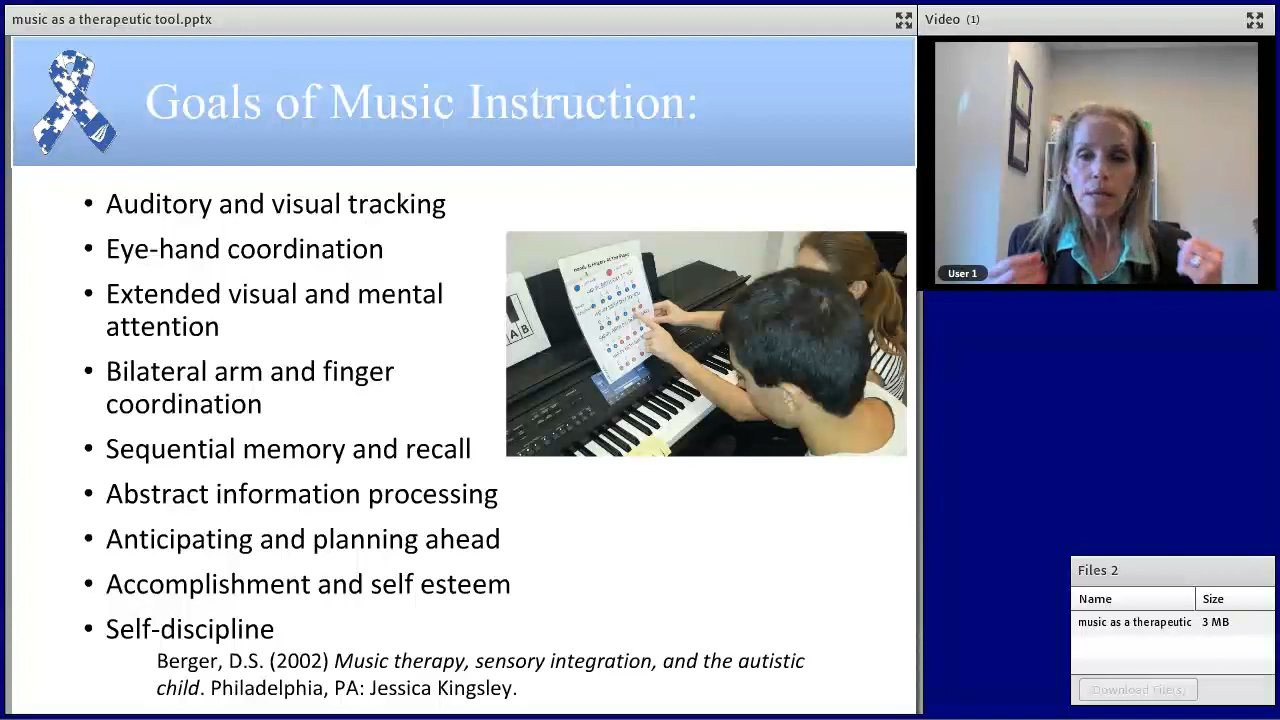 music as a therapeutic tool.pptx
Video (1)
Goals of Music Instruction:
• Auditory and visual tracking
• Eye-hand coordination
• Extended visual and mental
attention
• Bilateral arm and finger
coordination
• Sequential memory and recall
• Abstract information processing
• Anticipating and planning ahead
• Accomplishment and self esteem
• Self-discipline
Berger, D.S. (2002) Music therapy, sensory integration, and the autistic
child. Philadelphia, PA: Jessica Kingsley.
A B
User 1
Files 2
Name Size
music as a therapeutic 3 MB
Download File(s)